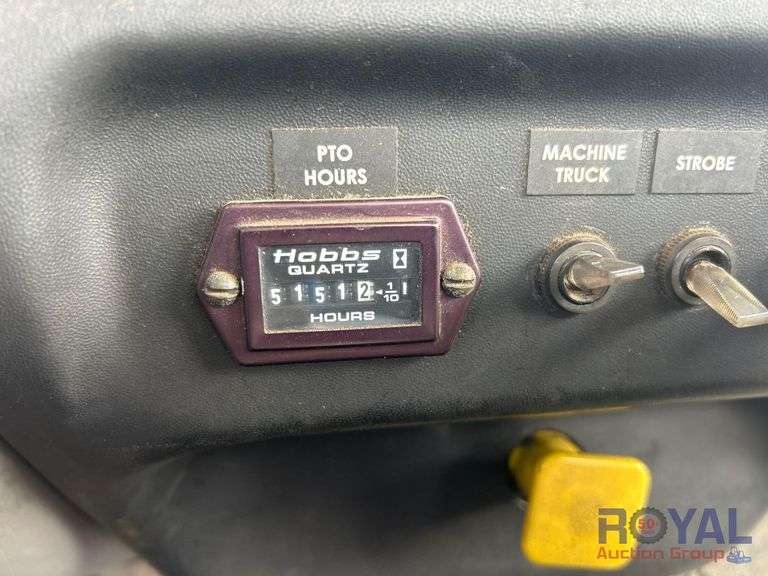 PTO
HOURS
MACHINE
TRUCK
STROBE
Hobbs
QUARTZ
5 1 5 1 2 1/10
HOURS
ROYAL
Auction Group